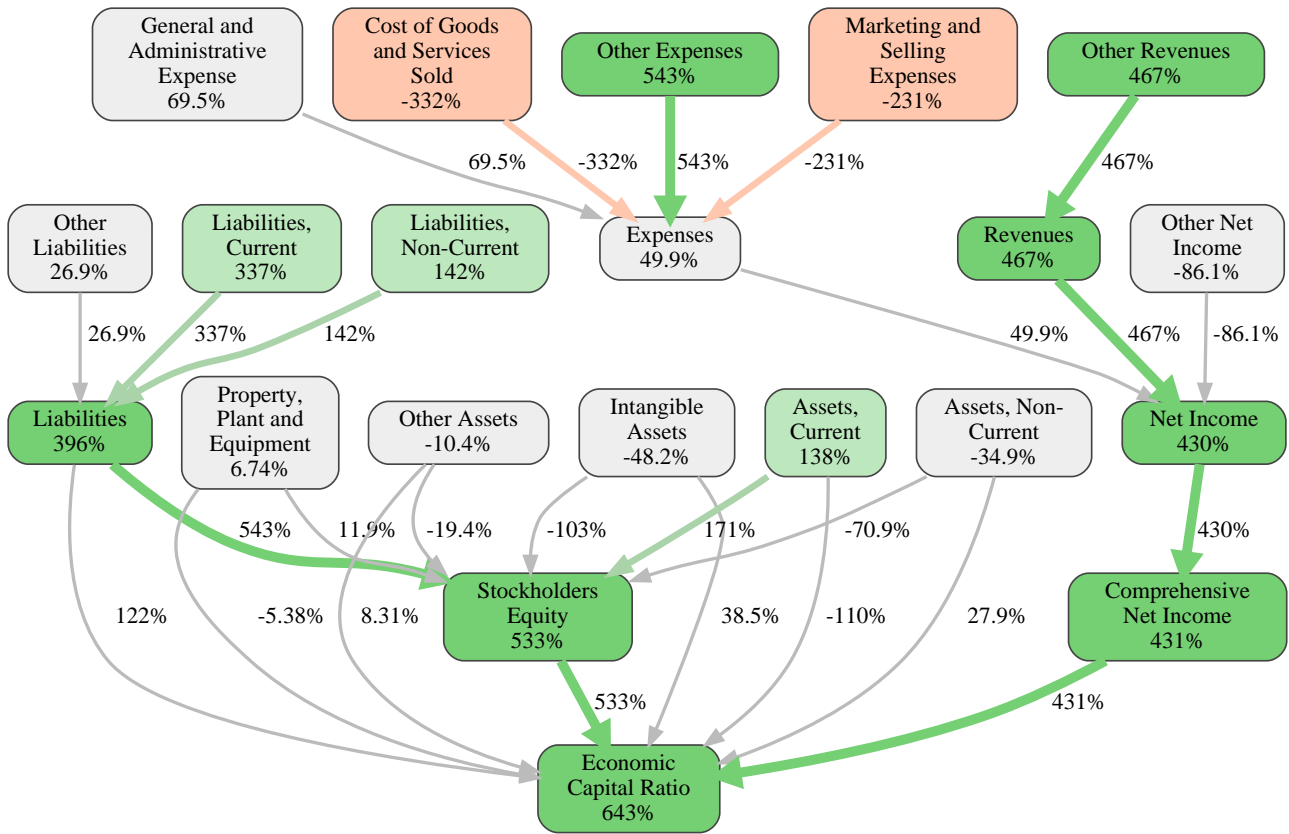 General and
Administrative
Expense
69.5%
Cost of Goods
and Services
Sold
-332%
Other Expenses
543%
Marketing and
Selling
Expenses
-231%
Other Revenues
467%
69.5%
-332%
543%
-231%
467%
Other
Liabilities
26.9%
Liabilities,
Current
337%
Liabilities,
Non-Current
142%
Expenses
49.9%
Revenues
467%
Other Net
Income
-86.1%
26.9%
337%
142%
49.9%
467%
-86.1%
Liabilities
396%
Property,
Plant and
Equipment
6.74%
Other Assets
-10.4%
Intangible
Assets
-48.2%
Assets,
Current
138%
Assets, Non-
Current
-34.9%
Net Income
430%
543%
11.9%
-19.4%
-103%
171%
-70.9%
430%
Stockholders
Equity
533%
Comprehensive
Net Income
431%
122%
-5.38%
8.31%
38.5%
-110%
27.9%
533%
431%
Economic
Capital Ratio
643%